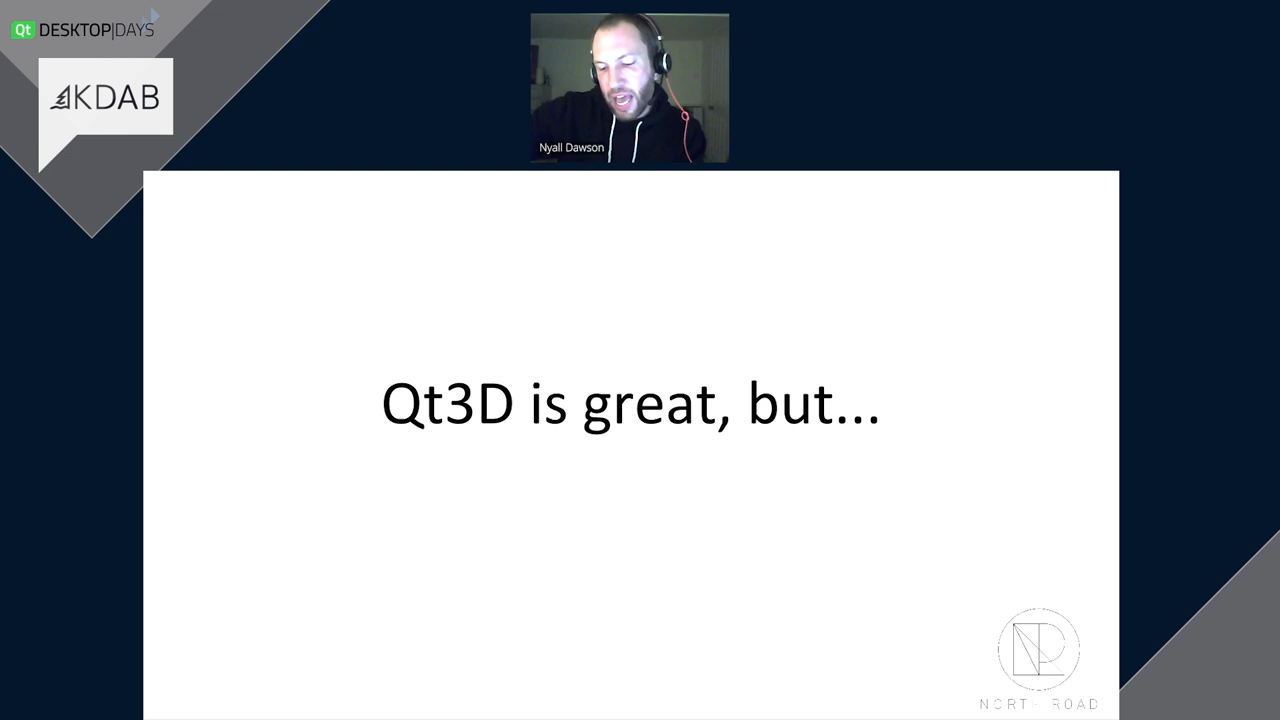 Qt DESKTOP|DAYS
KDAB
Nyall Dawson
Qt3D is great, but...
NORTH ROAD